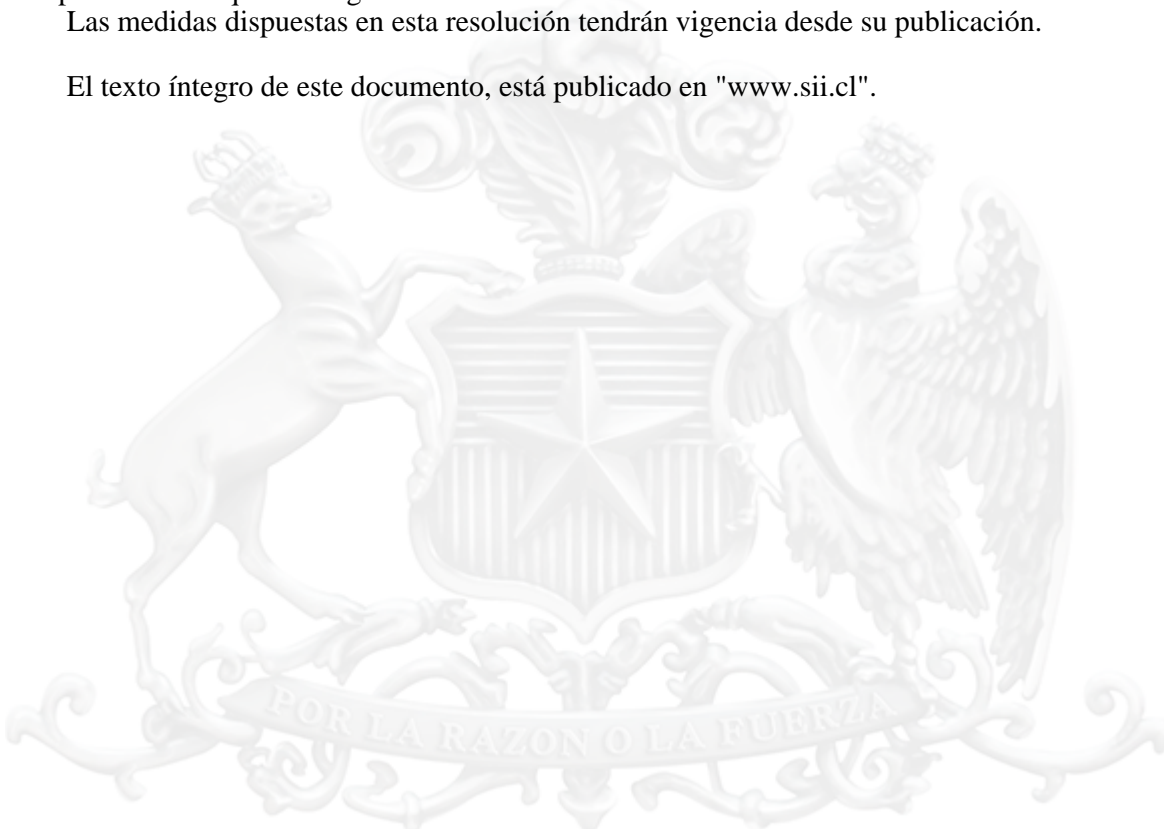 Las medidas dispuestas en esta resolución tendrán vigencia desde su publicación.
El texto íntegro de este documento, está publicado en "www.sii.cl".
POR LA RAZON O LA FUERZA